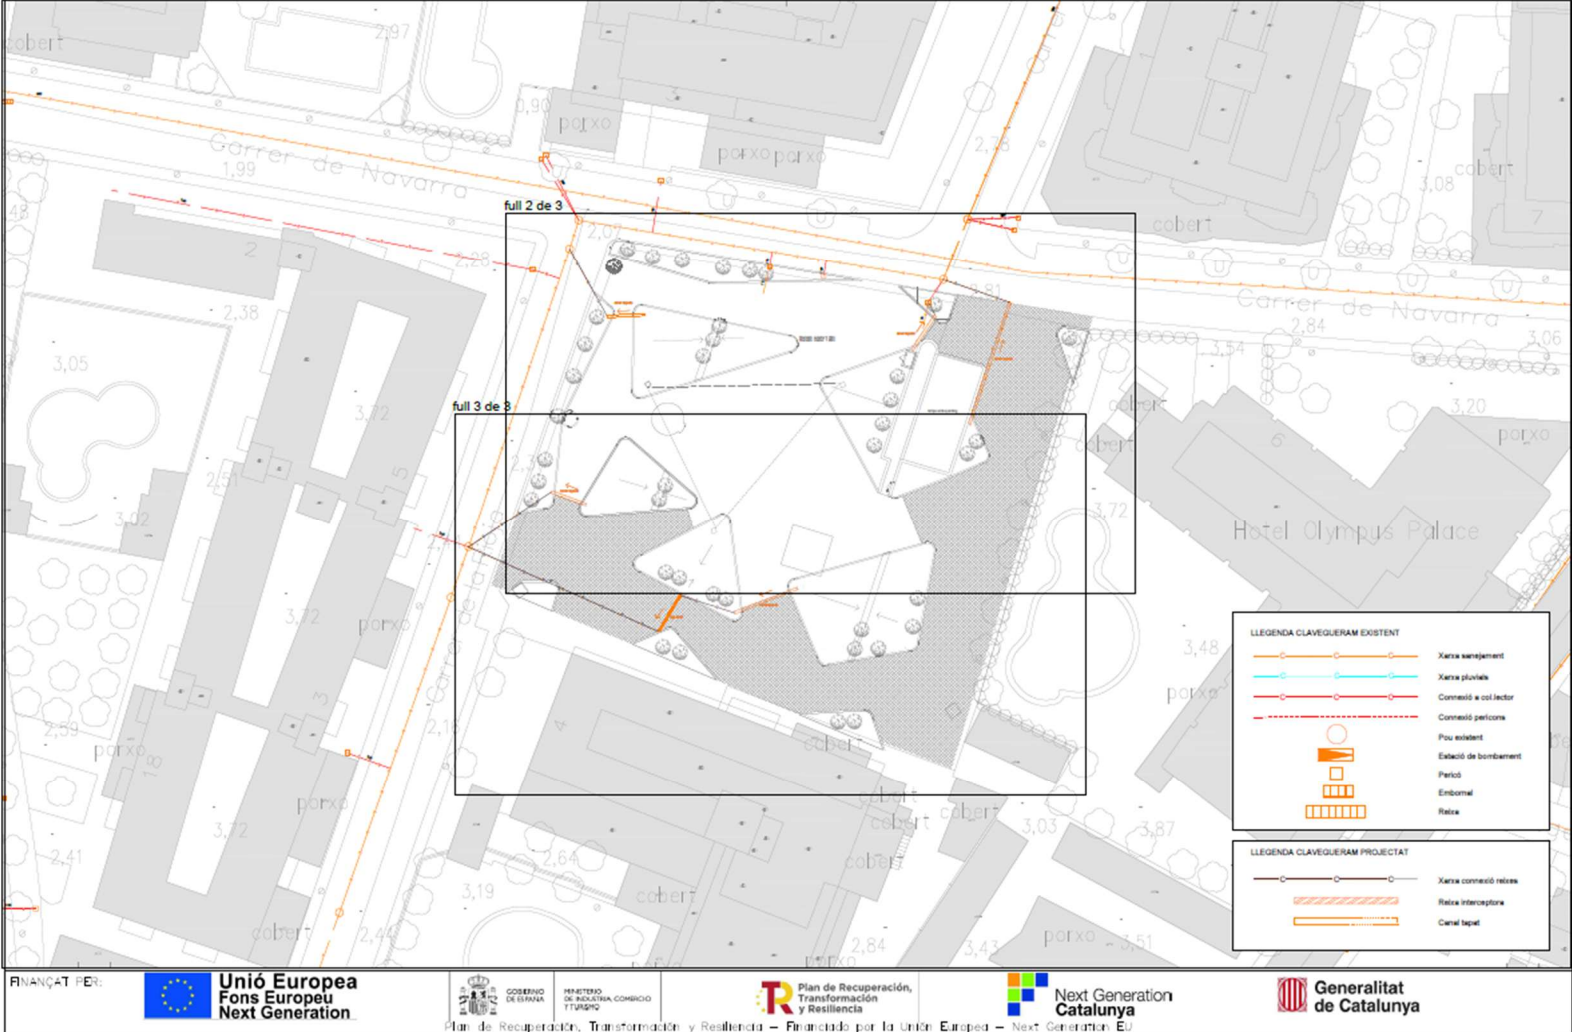 cobert
2,97
0,90
porxo
porxo
porxo
2,78
3,08
cobert
cobert
7
Carrer de Navarra
1,99
full 2 de 3
2
2,28
2,38
3,05
3,72
5
2,51
3,02
full 3 de 3
2,81
Carrer de Navarra
2,84
3,06
3,54
3,20
cobert
cobert
porxo
6
3,72
Hotel Olympus Palace
3,72
porxo
3
2,59
porxo
18
porxo
3,72
2,41
4
cobert
3,48
porxo
cobert
cobert
cobert
3,03
3,87
cobert
2,64
3,19
cobert
cobert
2,84
3,43
porxo
3,51
porxo
LLEGENDA CLAVEGUERAM EXISTENT
Xarxa sanejament
Xarxa pluvials
Connexió a col.lector
Connexió pericons
Pou existent
Estació de bombament
Pericó
Embornal
Reixa
LLEGENDA CLAVEGUERAM PROJECTAT
Xarxa connexió reixes
Reixa interceptora
Canal tapat
FINANÇAT PER:
Unió Europea
Fons Europeu
Next Generation
GOBIERNO
DE ESPAÑA
MINISTERIO
DE INDUSTRIA, COMERCIO
Y TURISMO
Plan de Recuperación,
Transformación
y Resiliencia
Next Generation
Catalunya
Generalitat
de Catalunya
Plan de Recuperación, Transformación y Resiliencia – Financiado por la Unión Europea – Next Generation EU